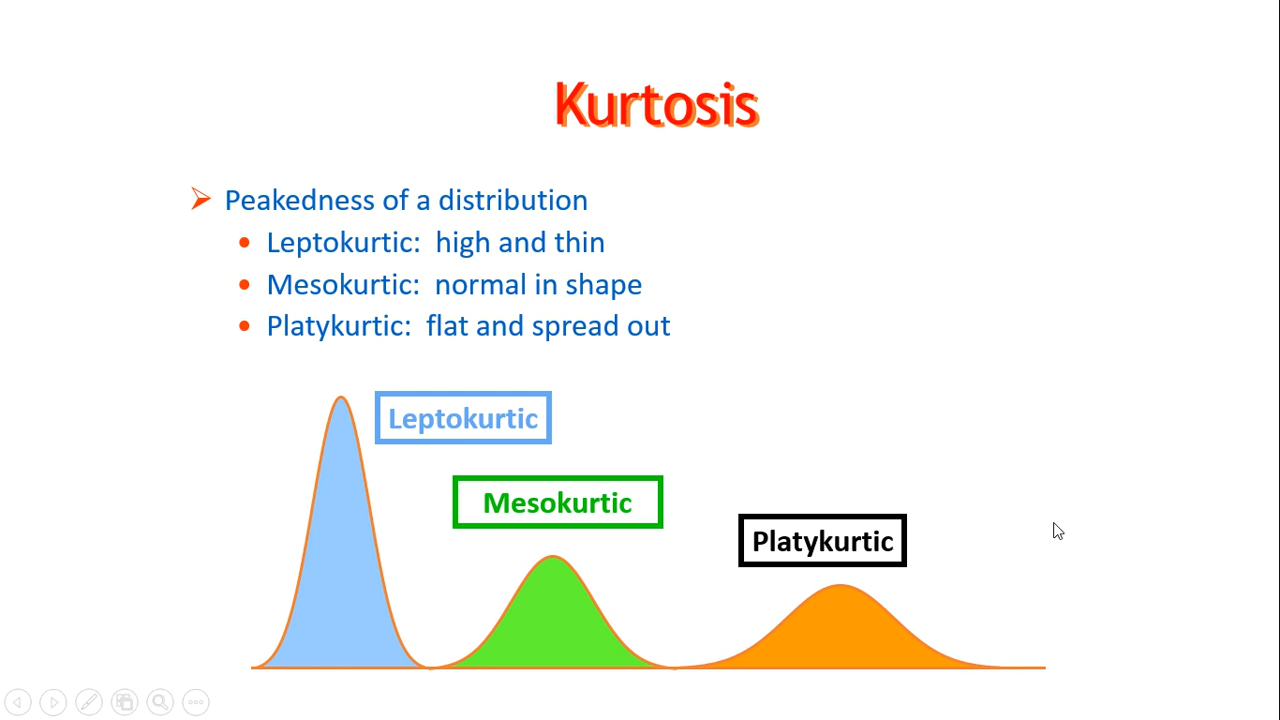 Kurtosis
Peakedness of a distribution
Leptokurtic: high and thin
Mesokurtic: normal in shape
Platykurtic: flat and spread out
Leptokurtic
Mesokurtic
Platykurtic